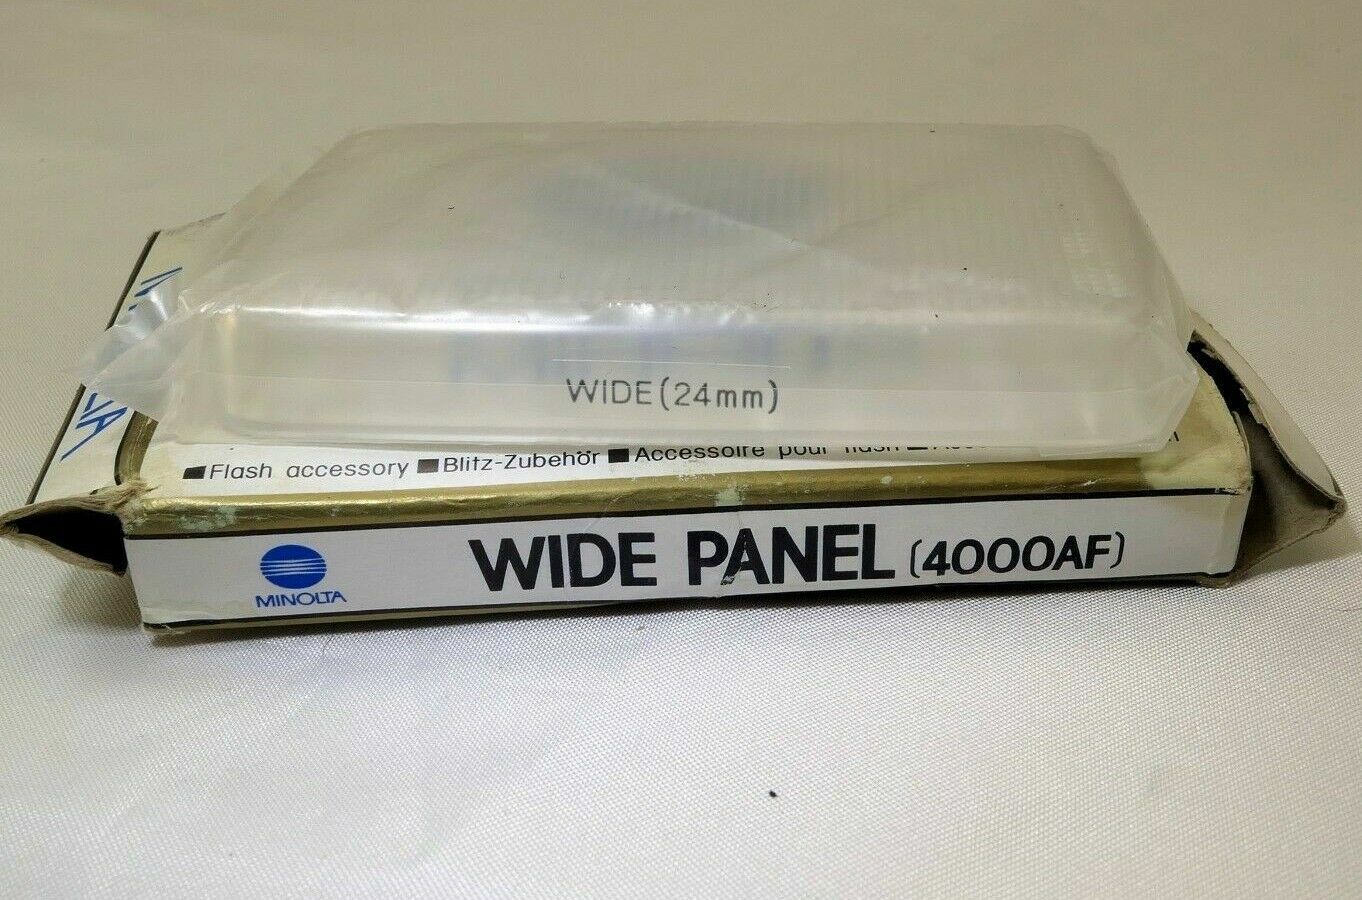 WIDE(24mm)
■Flash accessory ■Blitz-Zubehör ■Accessoire pour flash
MINOLTA
WIDE PANEL (4000AF)